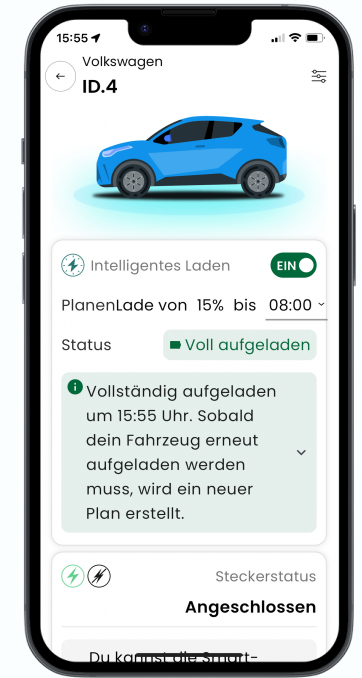 15:55
Volkswagen
ID.4
Intelligentes Laden
EIN
PlanenLade von 15% bis 08:00
Status
Voll aufgeladen
Vollständig aufgeladen
um 15:55 Uhr. Sobald
dein Fahrzeug erneut
aufgeladen werden
muss, wird ein neuer
Plan erstellt.
Steckerstatus
Angeschlossen
Du kannst die Smart-